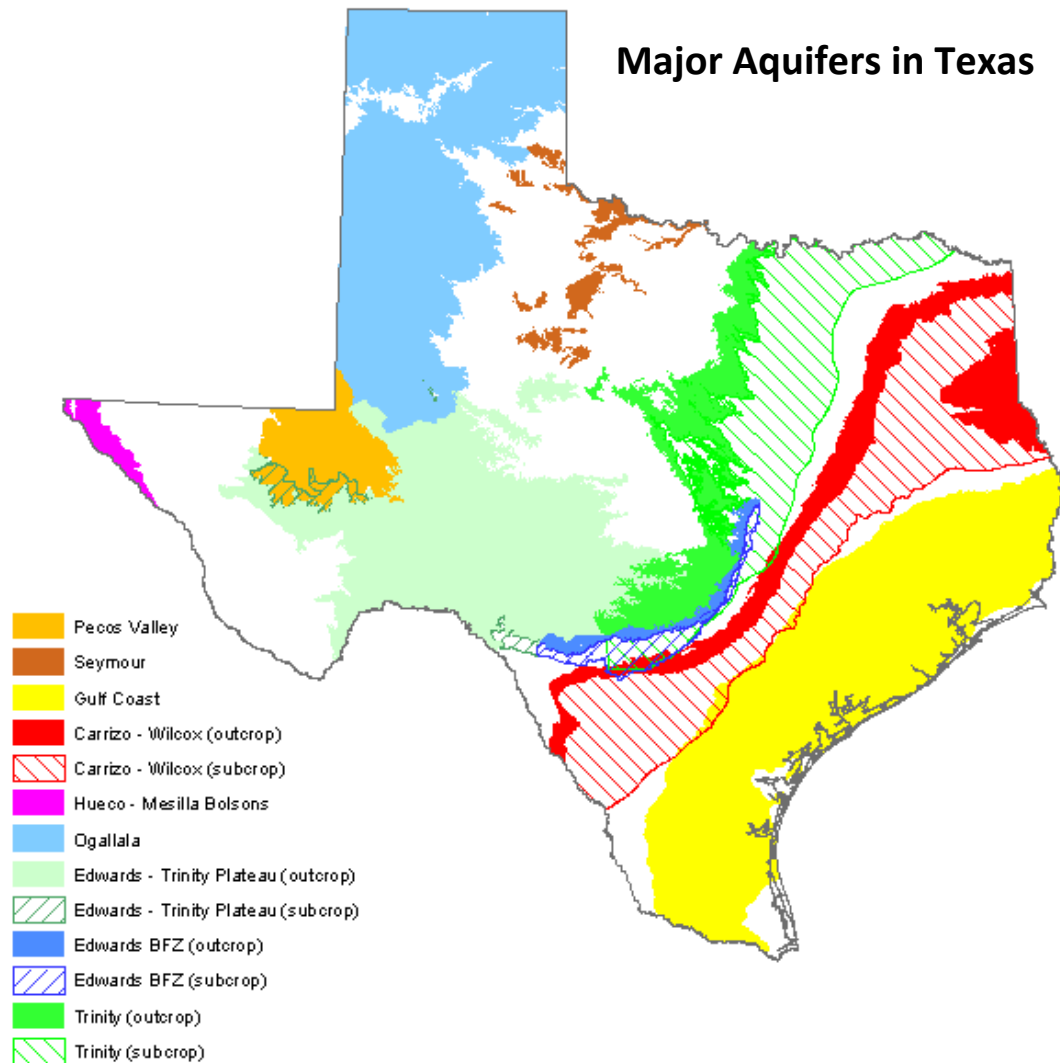 Major Aquifers in Texas
Pecos Valley
Seymour
Gulf Coast
Carrizo - Wilcox (outcrop)
Carrizo - Wilcox (subcrop)
Hueco - Mesilla Bolsons
Ogallala
Edwards - Trinity Plateau (outcrop)
Edwards - Trinity Plateau (subcrop)
Edwards BFZ (outcrop)
Edwards BFZ (subcrop)
Trinity (outcrop)
Trinity (subcrop)